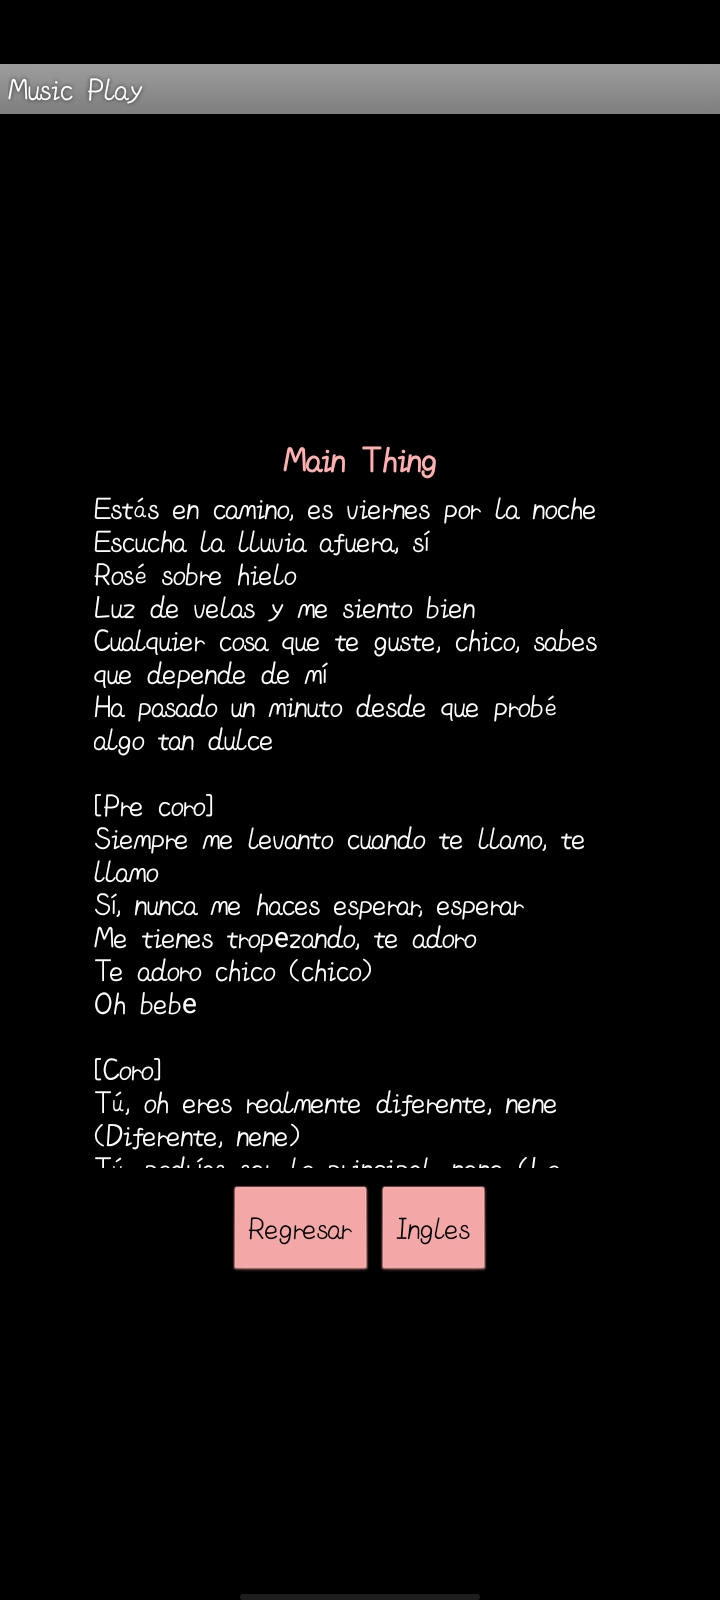 Music Play
Main Thing
Estás en camino, es viernes por la noche
Escucha la lluvia afuera, sí
Rosé sobre hielo
Luz de velas y me siento bien
Cualquier cosa que te guste, chico, sabes
que depende de mí
Ha pasado un minuto desde que probé
algo tan dulce
[Pre coro]
Siempre me levanto cuando te llamo, te
llamo
Sí, nunca me haces esperar, esperar
Me tienes tropezando, te adoro
Te adoro chico (chico)
Oh bebe
[Coro]
Tú, oh eres realmente diferente, nene
(Diferente, nene)
Regresar
Ingles